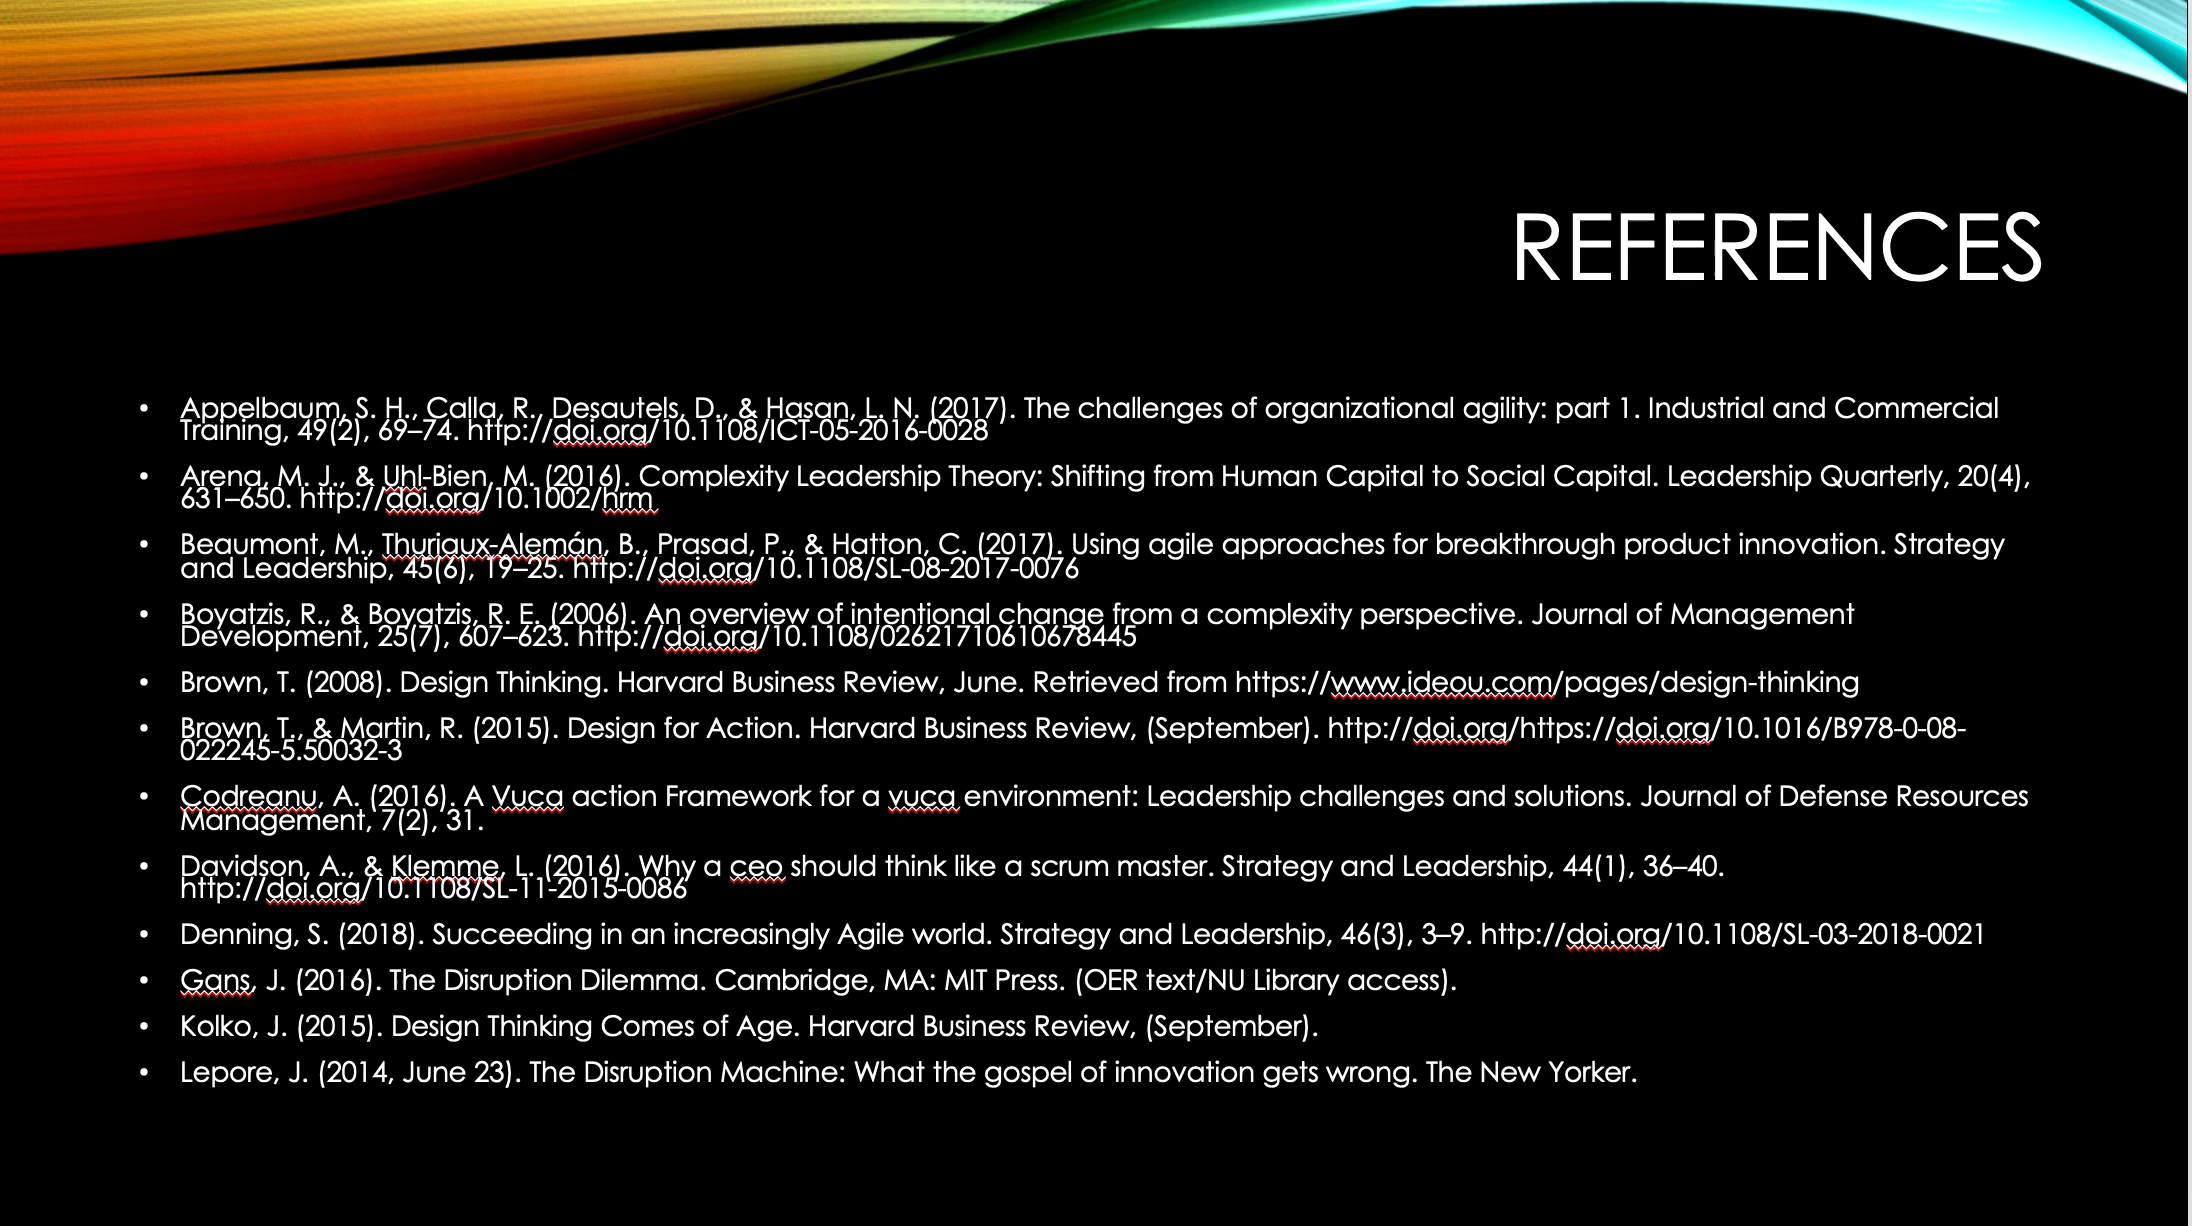 REFERENCES
• Appelbaum, S. H., Calla, R., Desautels, D., & Hasan, L. N. (2017). The challenges of organizational agility: part 1. Industrial and Commercial
Training, 49(2), 69–74. http://doi.org/10.1108/ICT-05-2016-0028
• Arena, M. J., & Uhl-Bien, M. (2016). Complexity Leadership Theory: Shifting from Human Capital to Social Capital. Leadership Quarterly, 20(4),
631–650. http://doi.org/10.1002/hrm
• Beaumont, M., Thuriaux-Alemán, B., Prasad, P., & Hatton, C. (2017). Using agile approaches for breakthrough product innovation. Strategy
and Leadership, 45(6), 19–25. http://doi.org/10.1108/SL-08-2017-0076
• Boyatzis, R., & Boyatzis, R. E. (2006). An overview of intentional change from a complexity perspective. Journal of Management
Development, 25(7), 607–623. http://doi.org/10.1108/02621710610678445
• Brown, T. (2008). Design Thinking. Harvard Business Review, June. Retrieved from https://www.ideou.com/pages/design-thinking
• Brown, T., & Martin, R. (2015). Design for Action. Harvard Business Review, (September). http://doi.org/https://doi.org/10.1016/B978-0-08-
022245-5.50032-3
• Codreanu, A. (2016). A Vuca action Framework for a vuca environment: Leadership challenges and solutions. Journal of Defense Resources
Management, 7(2), 31.
• Davidson, A., & Klemme, L. (2016). Why a ceo should think like a scrum master. Strategy and Leadership, 44(1), 36–40.
http://doi.org/10.1108/SL-11-2015-0086
• Denning, S. (2018). Succeeding in an increasingly Agile world. Strategy and Leadership, 46(3), 3–9. http://doi.org/10.1108/SL-03-2018-0021
• Gans, J. (2016). The Disruption Dilemma. Cambridge, MA: MIT Press. (OER text/NU Library access).
• Kolko, J. (2015). Design Thinking Comes of Age. Harvard Business Review, (September).
• Lepore, J. (2014, June 23). The Disruption Machine: What the gospel of innovation gets wrong. The New Yorker.